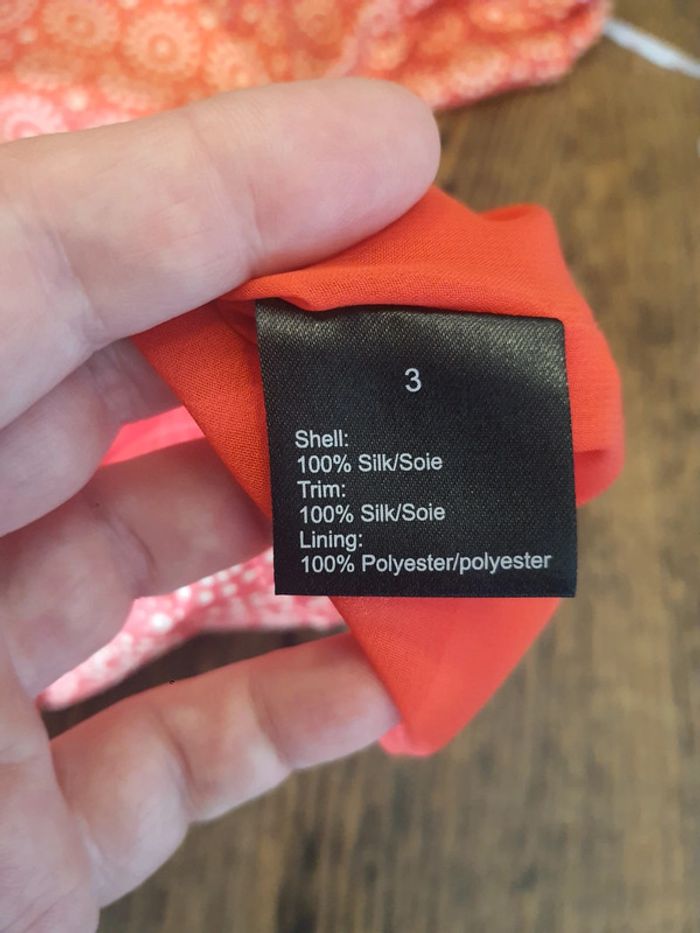 3
Shell:
100% Silk/Soie
Trim:
100% Silk/Soie
Lining:
100% Polyester/polyester